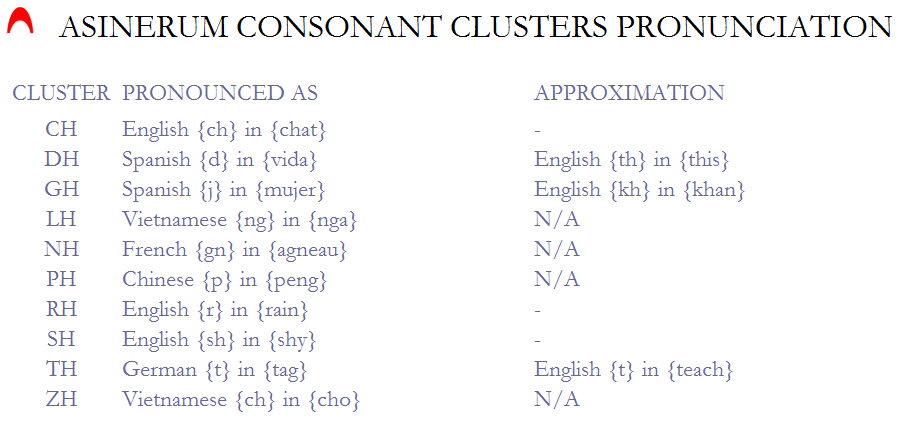 ASINERUM CONSONANT CLUSTERS PRONUNCIATION
CLUSTER PRONOUNCED AS APPROXIMATION
CH English {ch} in {chat} -
DH Spanish {d} in {vida} English {th} in {this}
GH Spanish {j} in {mujer} English {kh} in {khan}
LH Vietnamese {ng} in {nga} N/A
NH French {gn} in {agneau} N/A
PH Chinese {p} in {peng} N/A
RH English {r} in {rain} -
SH English {sh} in {shy} -
TH German {t} in {tag} English {t} in {teach}
ZH Vietnamese {ch} in {cho} N/A